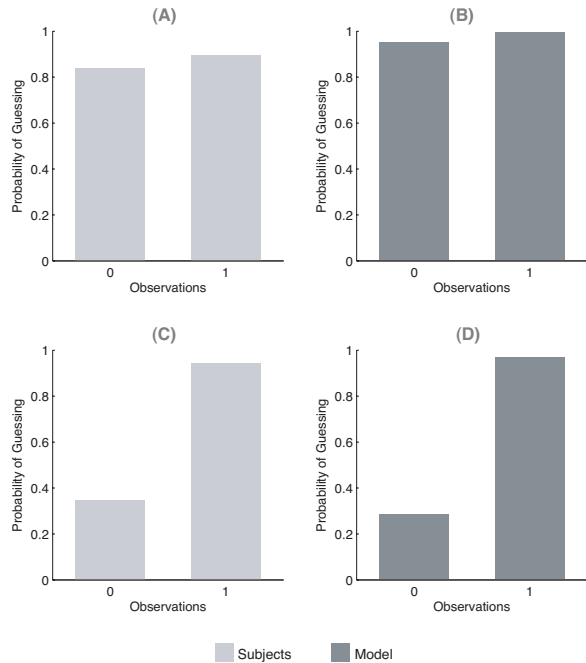 (A)
Probability of Guessing
1
0.8
0.6
0.4
0.2
0
0 1
Observations
(B)
Probability of Guessing
1
0.8
0.6
0.4
0.2
0
0 1
Observations
(C)
Probability of Guessing
1
0.8
0.6
0.4
0.2
0
0 1
Observations
(D)
Probability of Guessing
1
0.8
0.6
0.4
0.2
0
0 1
Observations
Subjects Model